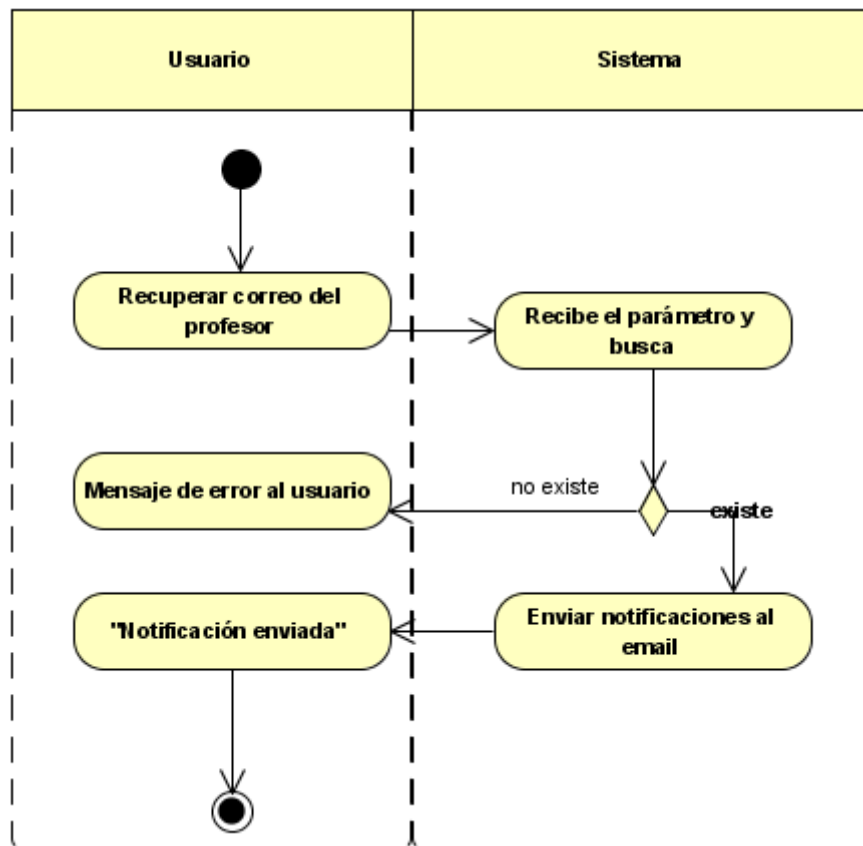 Usuario
Sistema
Recuperar correo del
profesor
Recibe el parámetro y
busca
Mensaje de error al usuario
no existe
existe
"Notificación enviada"
Enviar notificaciones al
email